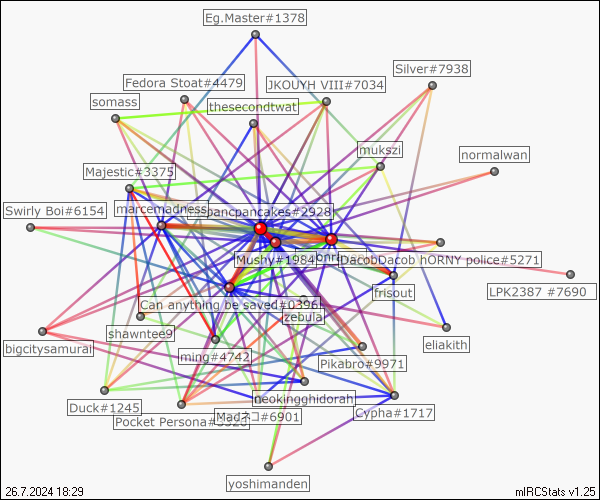 Eg.Master#1378
Silver#7938
Fedora Stoat#4479
JKOUYH VIII#7034
somass
thesecondtwat
mukszi
normalwan
Majestic#3375
Swirly Boi#6154
marcemadness
pancpancakes#2928
Mushy#1984
DacobDacob hORNY police#5271
LPK2387 #7690
frisout
Can anything be saved#0396
zebula
shawntee9
eliakith
bigcitysamurai
ming#4742
Pikabro#9971
neokingghidorah
Duck#1245
Pocket Persona#
Madネコ#6901
Cypha#1717
yoshimanden
26.7.2024 18:29
mIRCStats v1.25